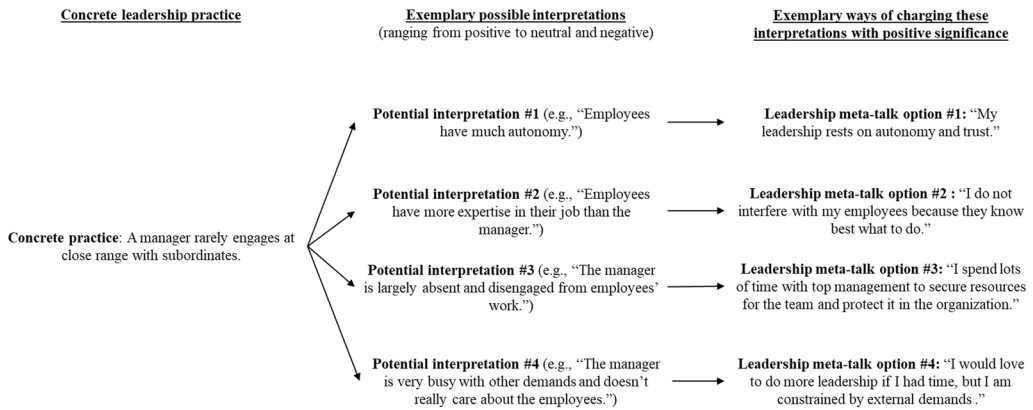 Concrete leadership practice
Exemplary possible interpretations
(ranging from positive to neutral and negative)
Exemplary ways of charging these
interpretations with positive significance
Potential interpretation #1 (e.g., “Employees
have much autonomy.”)
Leadership meta-talk option #1: “My
leadership rests on autonomy and trust.”
Potential interpretation #2 (e.g., “Employees
have more expertise in their job than the
manager.”)
Leadership meta-talk option #2 : “I do not
interfere with my employees because they know
best what to do.”
Concrete practice: A manager rarely engages at
close range with subordinates.
Potential interpretation #3 (e.g., “The manager
is largely absent and disengaged from employees’
work.”)
Leadership meta-talk option #3: “I spend lots
of time with top management to secure resources
for the team and protect it in the organization.”
Potential interpretation #4 (e.g., “The manager
is very busy with other demands and doesn’t
really care about the employees.”)
Leadership meta-talk option #4: “I would love
to do more leadership if I had time, but I am
constrained by external demands .”